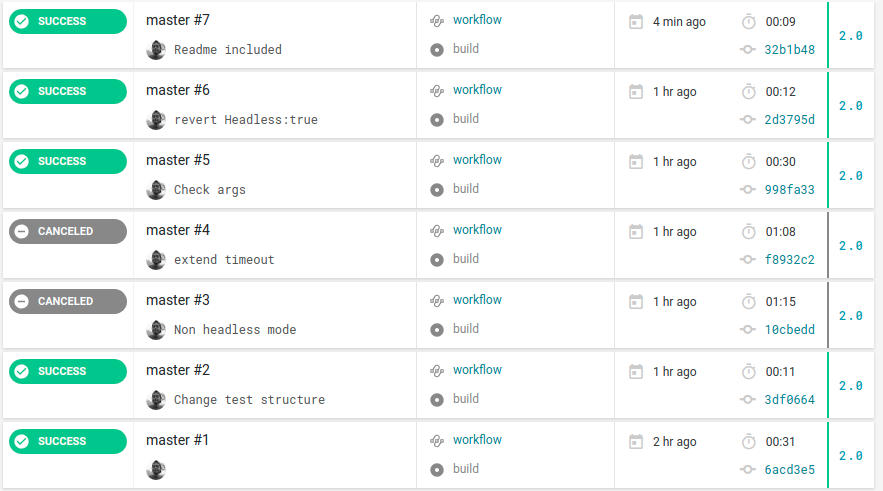 SUCCESS master #7 workflow 4 min ago 00:09 2.0
Readme included build 32b1b48
SUCCESS master #6 workflow 1 hr ago 00:12 2.0
revert Headless:true build 2d3795d
SUCCESS master #5 workflow 1 hr ago 00:30 2.0
Check args build 998fa33
CANCELED master #4 workflow 1 hr ago 01:08 2.0
extend timeout build f8932c2
CANCELED master #3 workflow 1 hr ago 01:15 2.0
Non headless mode build 10cbedd
SUCCESS master #2 workflow 1 hr ago 00:11 2.0
Change test structure build 3df0664
SUCCESS master #1 workflow 2 hr ago 00:31 2.0
build 6acd3e5